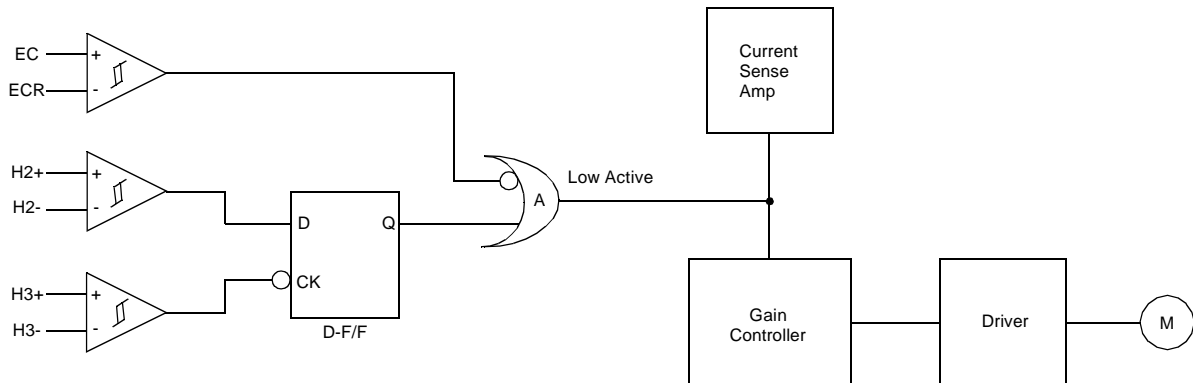 EC
+
ECR
-
Current
Sense
Amp
H2+
+
H2-
-
Low Active
A
D
Q
CK
H3+
+
H3-
-
D-F/F
Gain
Controller
Driver
M